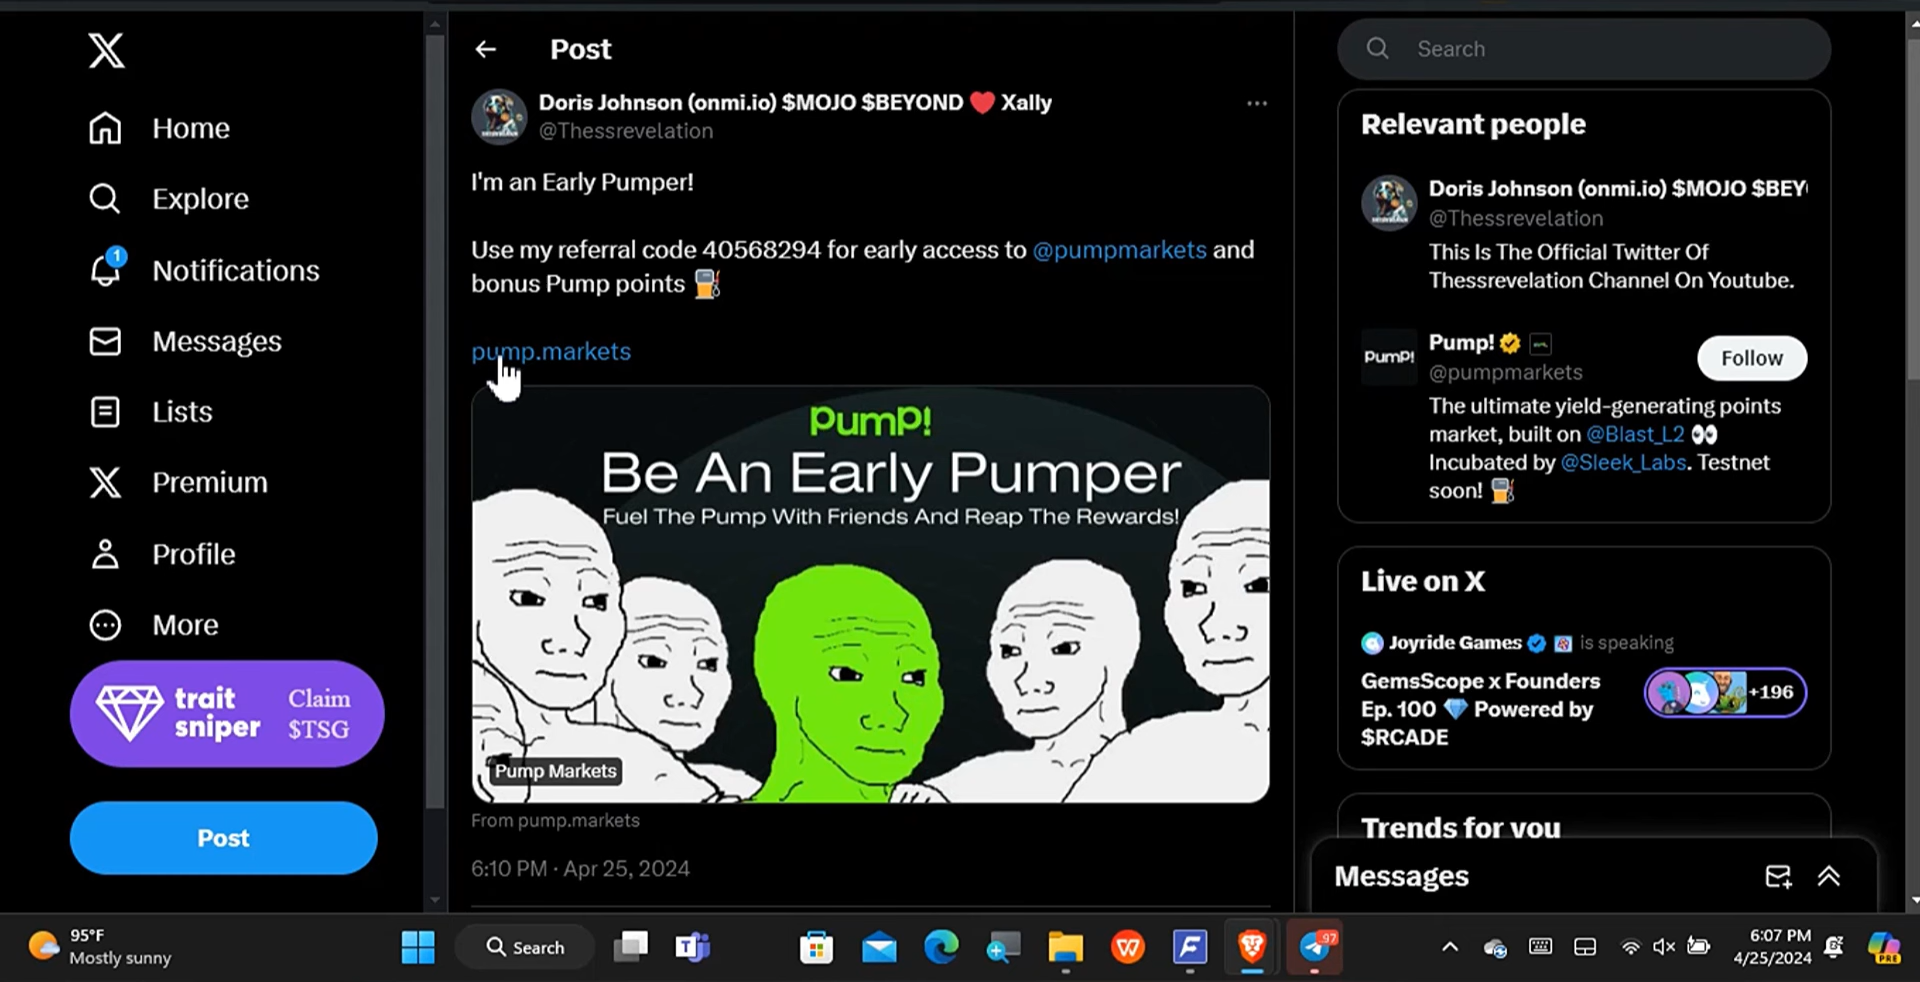 Home
Explore
1
Notifications
Messages
Lists
Premium
Profile
More
trait
sniper
Claim
$TSG
Post
Post
Doris Johnson (onmi.io) $MOJO $BEYOND ❤️ Xally
@Thessrevelation
I'm an Early Pumper!
Use my referral code 40568294 for early access to @pumpmarkets and
bonus Pump points ⛽
pump.markets
PumP!
Be An Early Pumper
Fuel The Pump With Friends And Reap The Rewards!
Pump Markets
From pump.markets
6:10 PM · Apr 25, 2024
Search
Relevant people
Doris Johnson (onmi.io) $MOJO $BEY
@Thessrevelation
This Is The Official Twitter Of
Thessrevelation Channel On Youtube.
PumP!
Pump!
@pumpmarkets
Follow
The ultimate yield-generating points
market, built on @Blast_L2 👀
Incubated by @Sleek_Labs. Testnet
soon! ⛽
Live on X
Joyride Games is speaking
GemsScope x Founders
Ep. 100 💎 Powered by
$RCADE
+196
Trends for you
Messages
95°F
Mostly sunny
Search
97
6:07 PM
4/25/2024
PRE